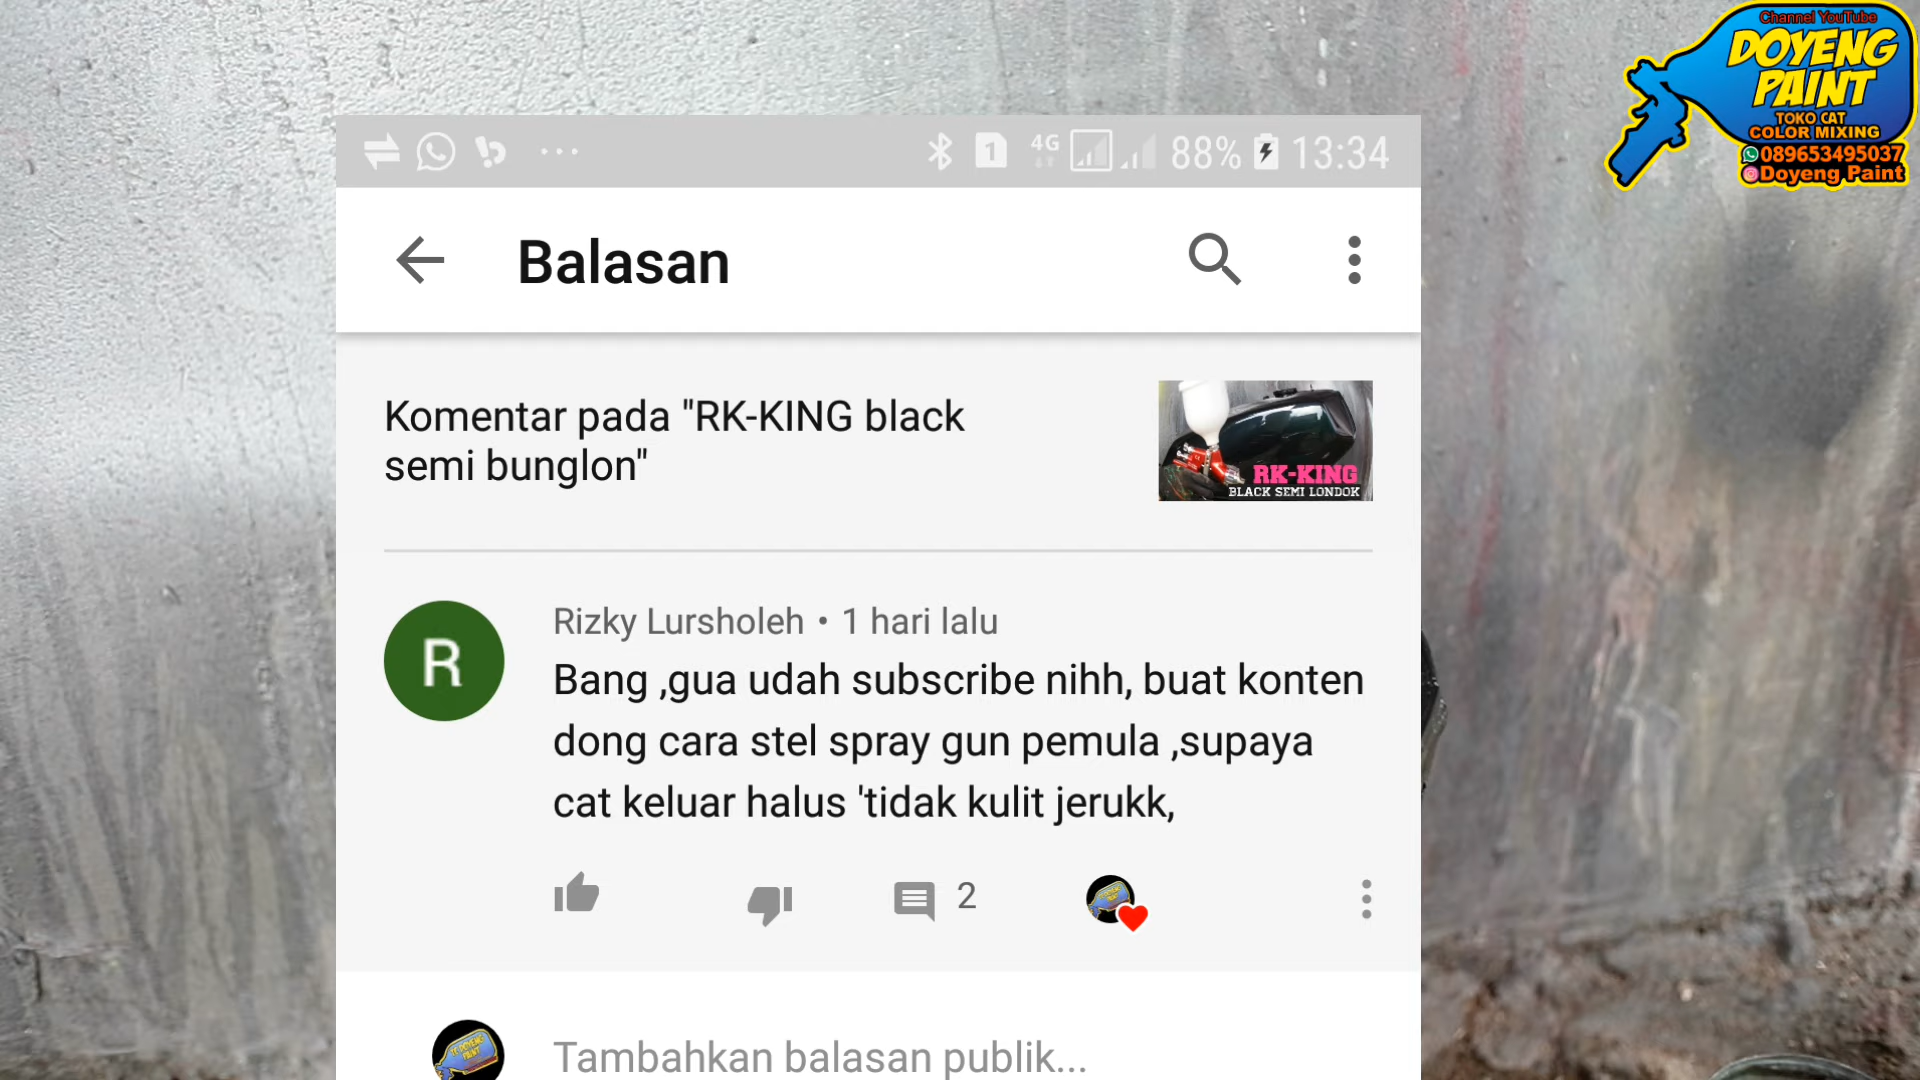 Channel YouTube
DOYENG
PAINT
TOKO CAT
COLOR MIXING
089653495037
Doyeng Paint
1 4G 88% 13:34
Balasan
Komentar pada "RK-KING black
semi bunglon"
RK-KING
BLACK SEMI LONDOK
R
Rizky Lursholeh • 1 hari lalu
Bang ,gua udah subscribe nihh, buat konten
dong cara stel spray gun pemula ,supaya
cat keluar halus 'tidak kulit jerukk,
2
Tambahkan balasan publik...